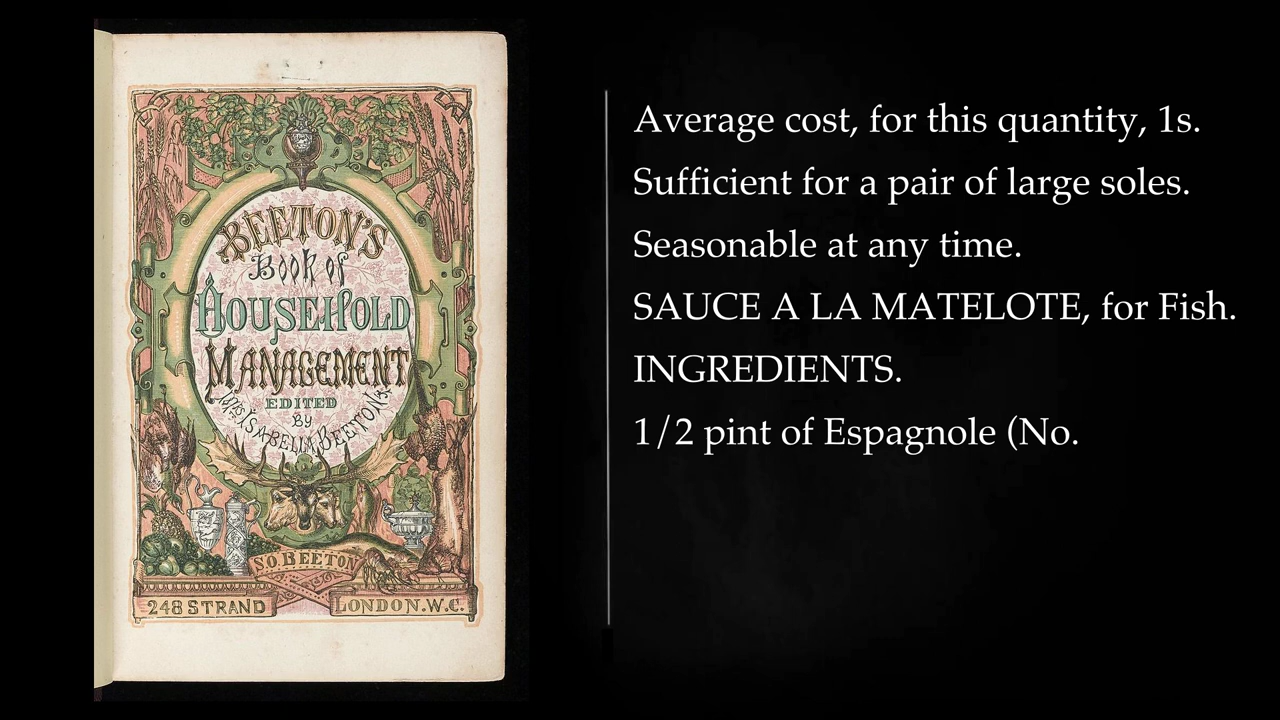 BEETON'S
Book of
HOUSEHOLD
MANAGEMENT
EDITED
BY
MRS ISABELLA BEETON
S.O. BEETON
248 STRAND
LONDON. W.C.
Average cost, for this quantity, 1s.
Sufficient for a pair of large soles.
Seasonable at any time.
SAUCE A LA MATELOTE, for Fish.
INGREDIENTS.
1/2 pint of Espagnole (No.